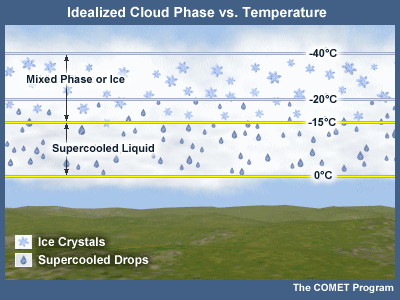 Idealized Cloud Phase vs. Temperature
-40°C
Mixed Phase or Ice
-20°C
-15°C
Supercooled Liquid
0°C
Ice Crystals
Supercooled Drops
The COMET Program